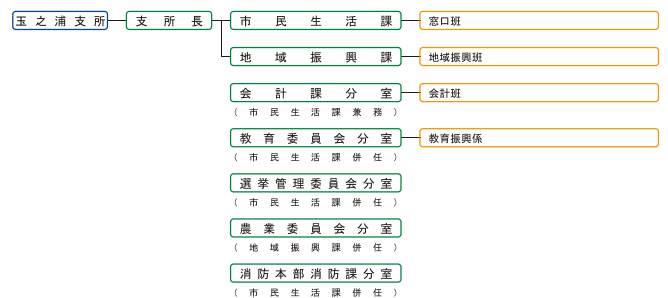 玉之浦支所 支所長 市民生活課 窓口班
地域振興課 地域振興班
会計課分室 会計班
(市民生活課兼務)
教育委員会分室 教育振興係
(市民生活課併任)
選挙管理委員会分室
(市民生活課併任)
農業委員会分室
(地域振興課併任)
消防本部消防課分室
(市民生活課併任)